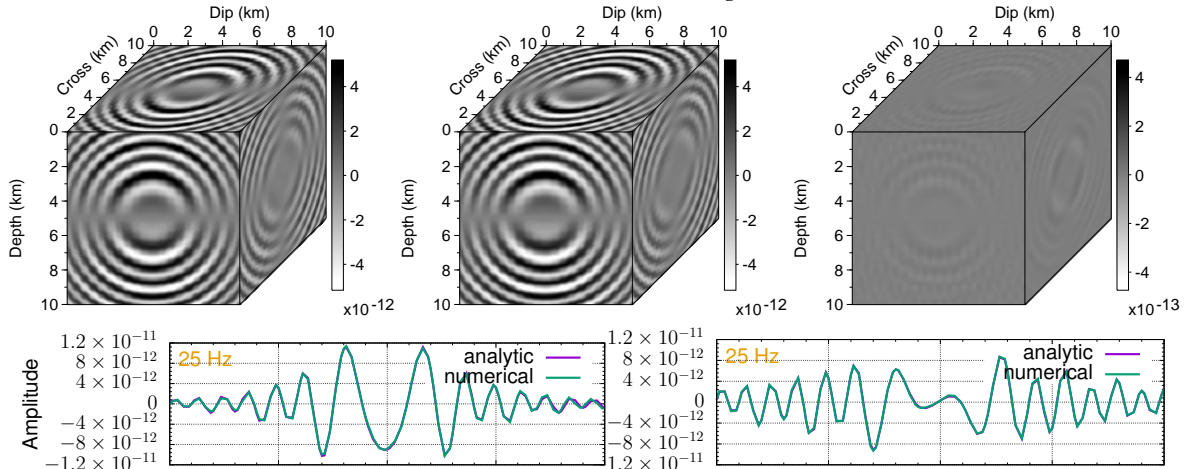 Dip (km)
0 2 4 6 8 10
Cross (km)
10
8
6
4
2
0
2
4
6
8
10
Depth (km)
4
2
0
-2
-4
x10-12
Dip (km)
0 2 4 6 8 10
Cross (km)
10
8
6
4
2
0
2
4
6
8
10
Depth (km)
4
2
0
-2
-4
x10-12
Dip (km)
0 2 4 6 8 10
Cross (km)
10
8
6
4
2
0
2
4
6
8
10
Depth (km)
4
2
0
-2
-4
x10-13
Amplitude
1.2 × 10⁻¹¹
8 × 10⁻¹²
4 × 10⁻¹²
0
−4 × 10⁻¹²
−8 × 10⁻¹²
−1.2 × 10⁻¹¹
25 Hz
analytic
numerical
1.2 × 10⁻¹¹
8 × 10⁻¹²
4 × 10⁻¹²
0
−4 × 10⁻¹²
−8 × 10⁻¹²
−1.2 × 10⁻¹¹
25 Hz
analytic
numerical